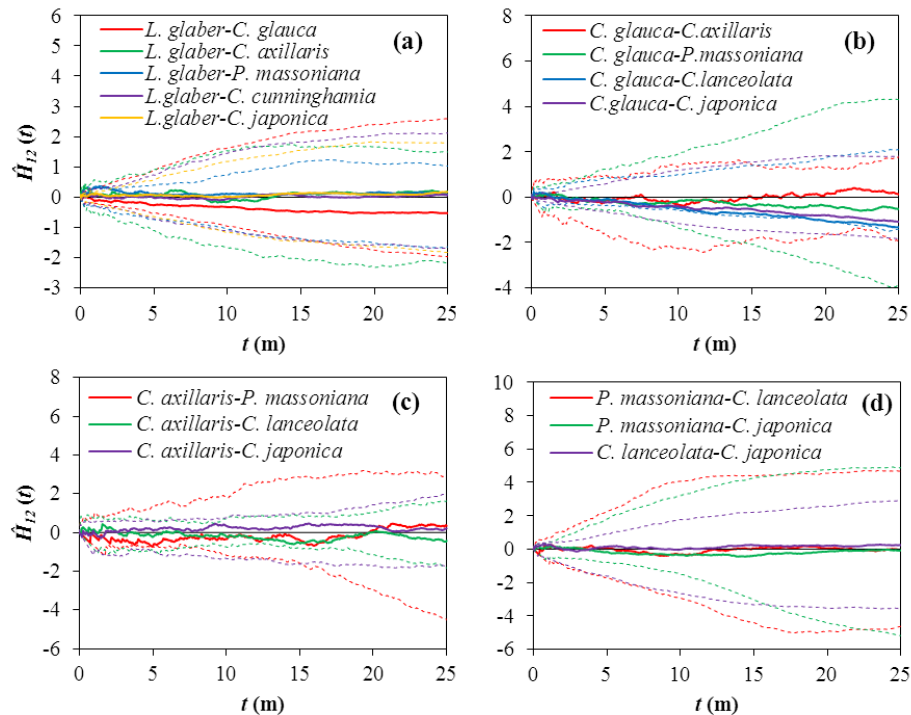 6
5
4
3
2
1
0
-1
-2
-3
Ĥ12 (t)
L. glaber-C. glauca
L. glaber-C. axillaris
L. glaber-P. massoniana
L.glaber-C. cunninghamia
L.glaber-C. japonica
(a)
0 5 10 15 20 25
t (m)
8
6
4
2
0
-2
-4
C. glauca-C.axillaris
C. glauca-P.massoniana
C. glauca-C.lanceolata
C.glauca-C. japonica
(b)
0 5 10 15 20 25
t (m)
8
6
4
2
0
-2
-4
-6
Ĥ12 (t)
C. axillaris-P. massoniana
C. axillaris-C. lanceolata
C. axillaris-C. japonica
(c)
0 5 10 15 20 25
t (m)
10
8
6
4
2
0
-2
-4
-6
P. massoniana-C. lanceolata
P. massoniana-C. japonica
C. lanceolata-C. japonica
(d)
0 5 10 15 20 25
t (m)